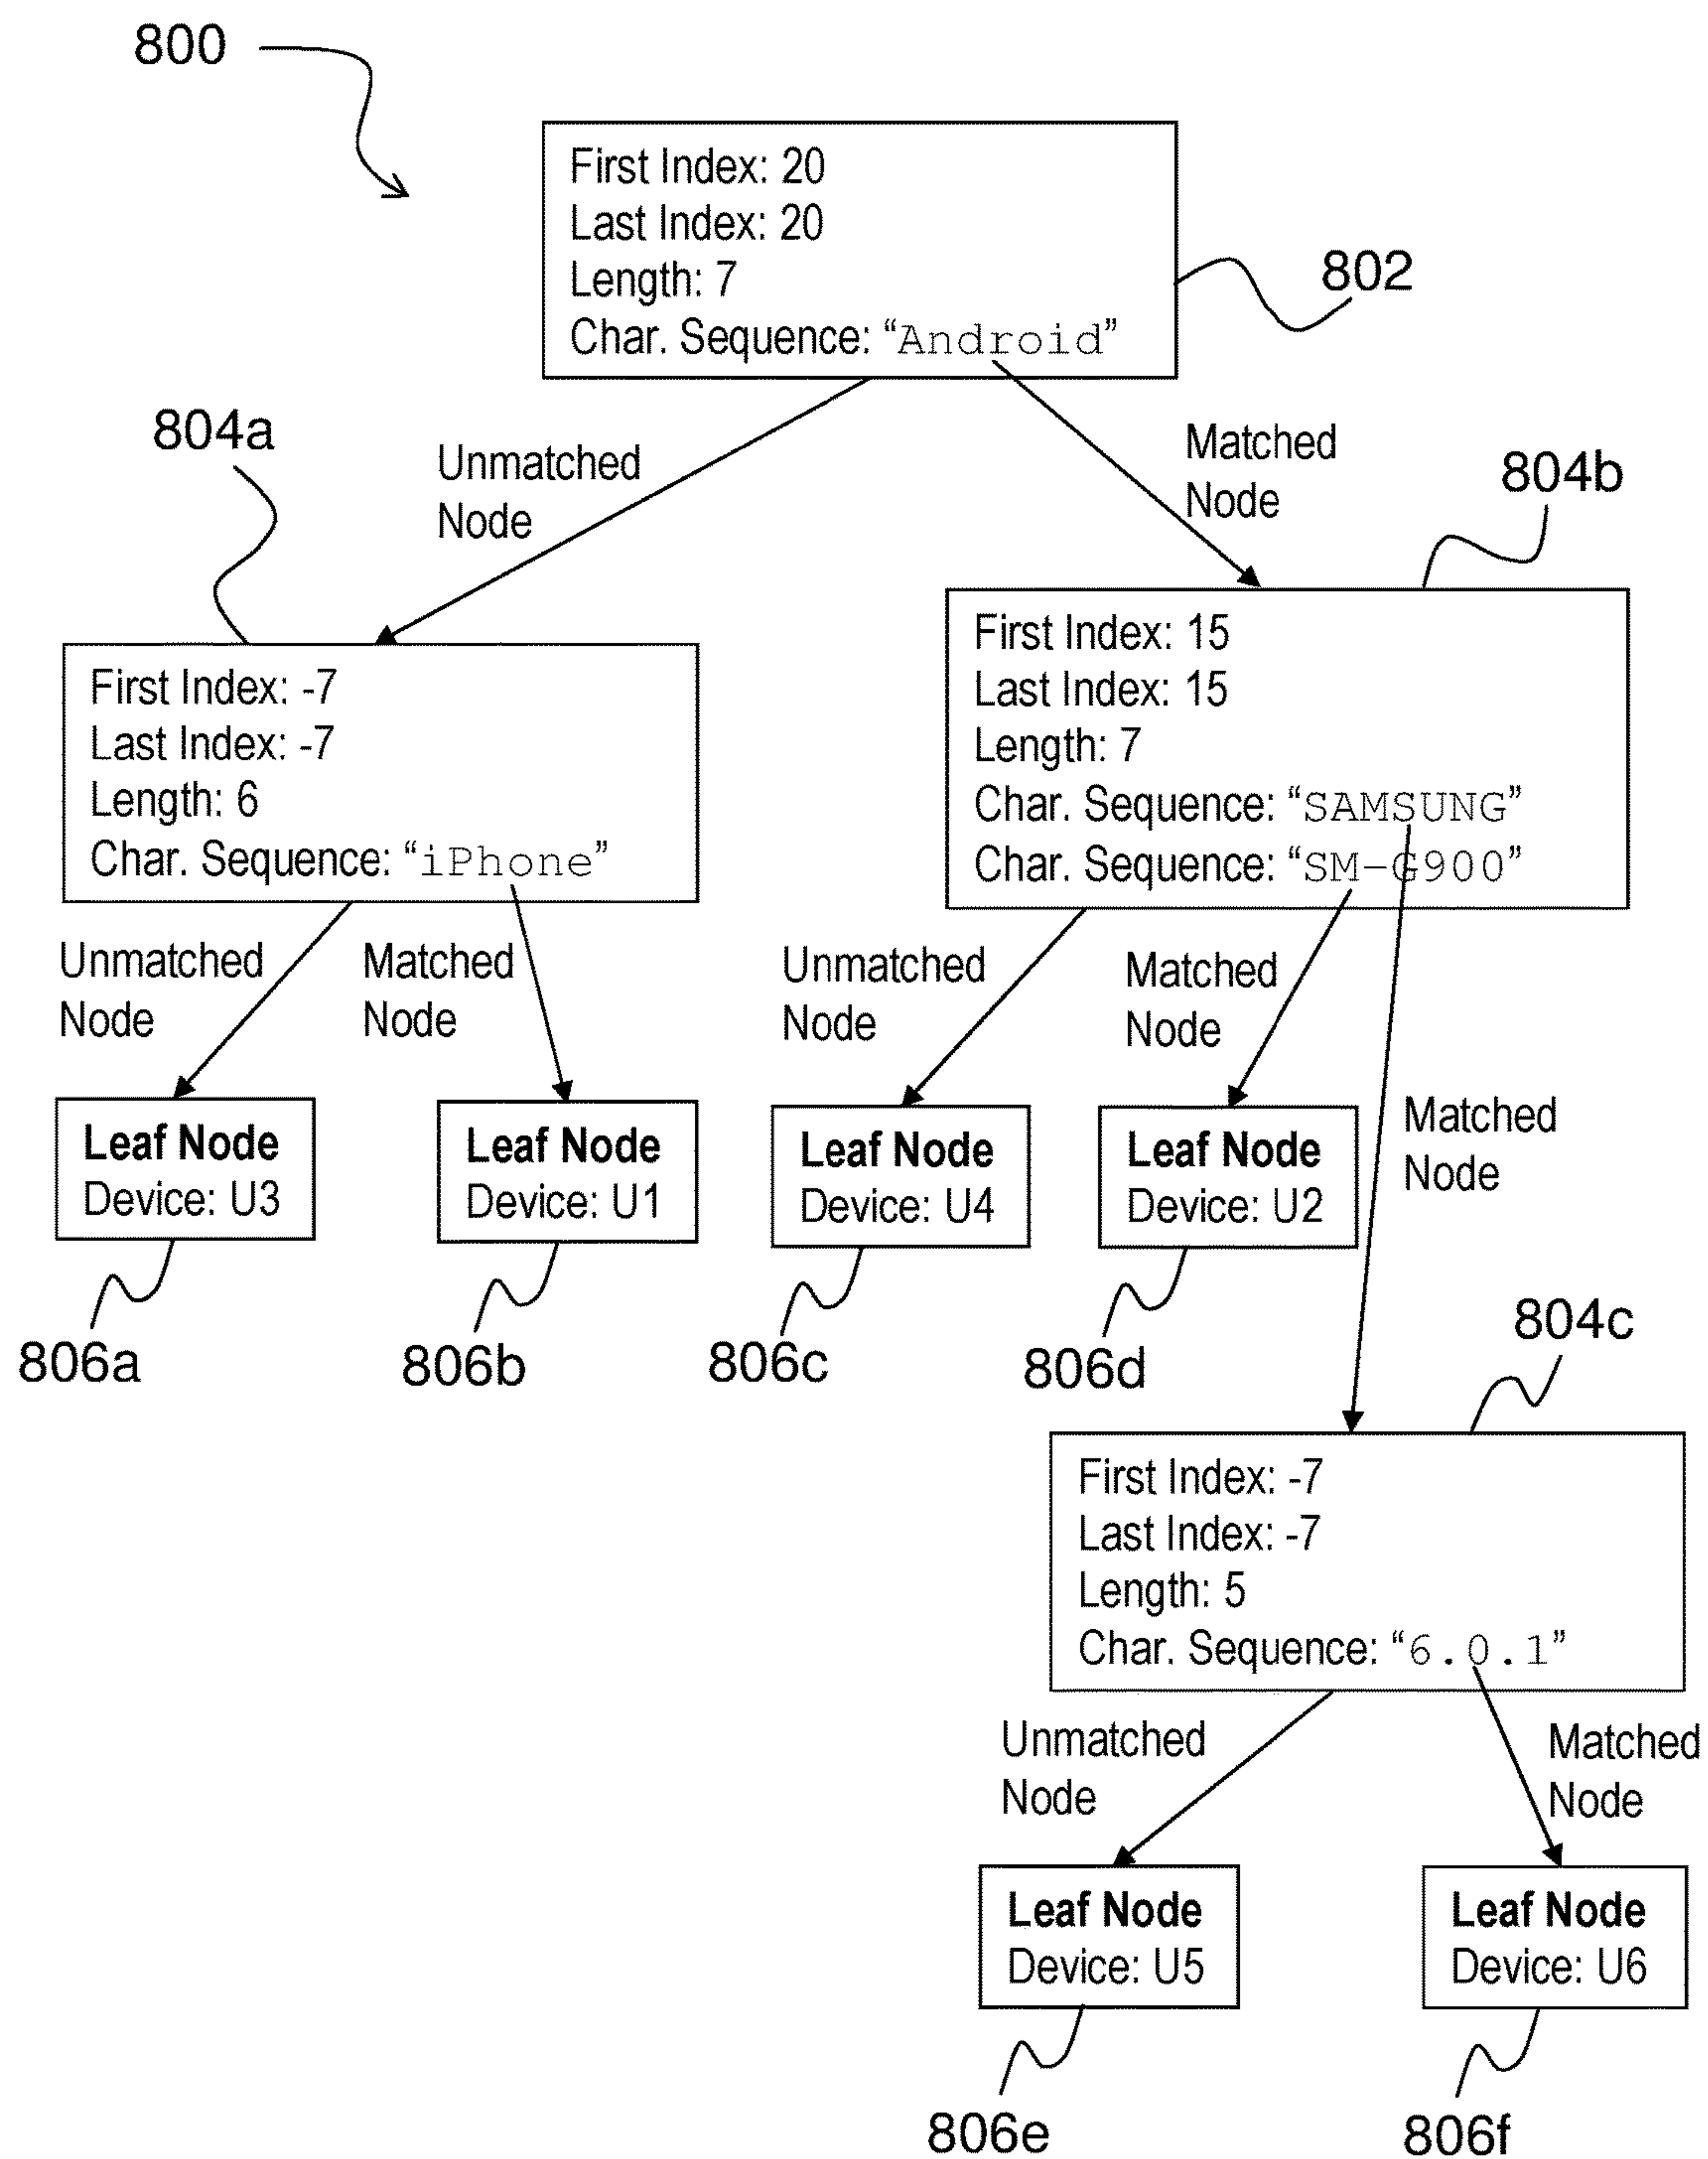 800
First Index: 20
Last Index: 20
Length: 7
Char. Sequence: “Android”
802
804a
Unmatched
Node
Matched
Node
804b
First Index: -7
Last Index: -7
Length: 6
Char. Sequence: “iPhone”
First Index: 15
Last Index: 15
Length: 7
Char. Sequence: “SAMSUNG”
Char. Sequence: “SM-G900”
Unmatched
Node
Matched
Node
Unmatched
Node
Matched
Node
Matched
Node
Leaf Node
Device: U3
Leaf Node
Device: U1
Leaf Node
Device: U4
Leaf Node
Device: U2
806a
806b
806c
806d
804c
First Index: -7
Last Index: -7
Length: 5
Char. Sequence: “6.0.1”
Unmatched
Node
Matched
Node
Leaf Node
Device: U5
Leaf Node
Device: U6
806e
806f